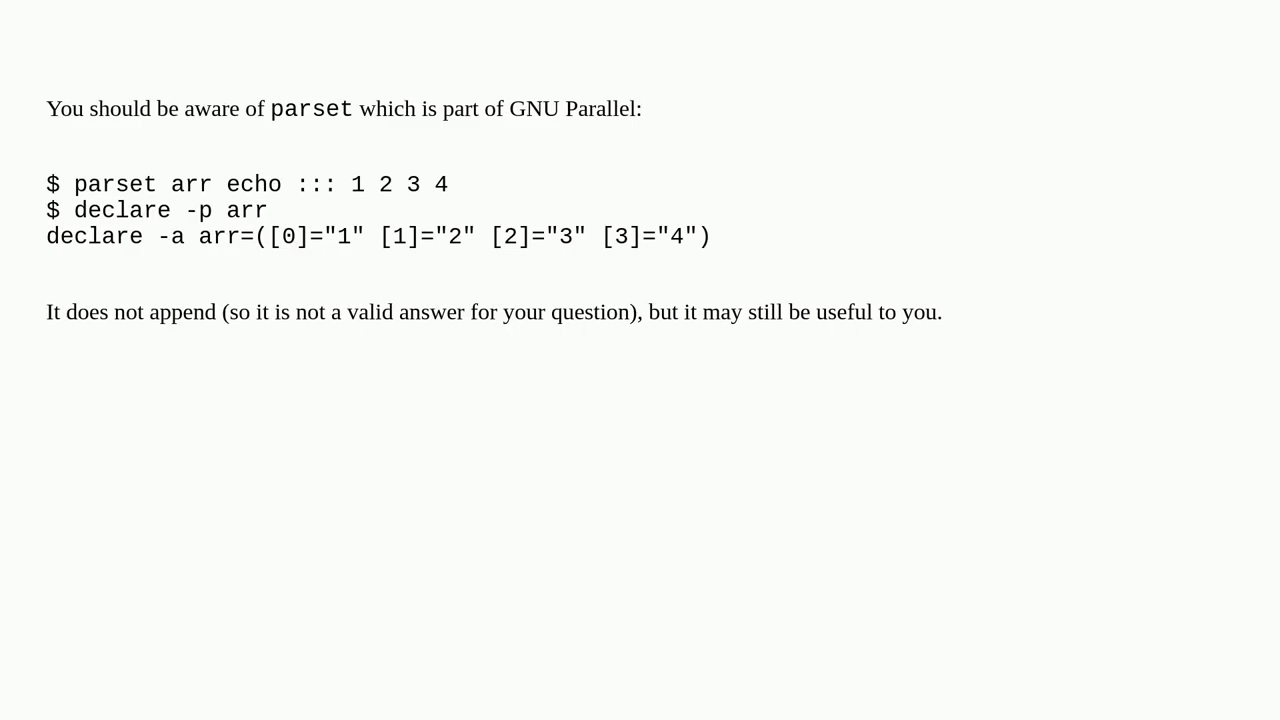 You should be aware of parset which is part of GNU Parallel:
$ parset arr echo ::: 1 2 3 4
$ declare -p arr
declare -a arr=([0]="1" [1]="2" [2]="3" [3]="4")
It does not append (so it is not a valid answer for your question), but it may still be useful to you.